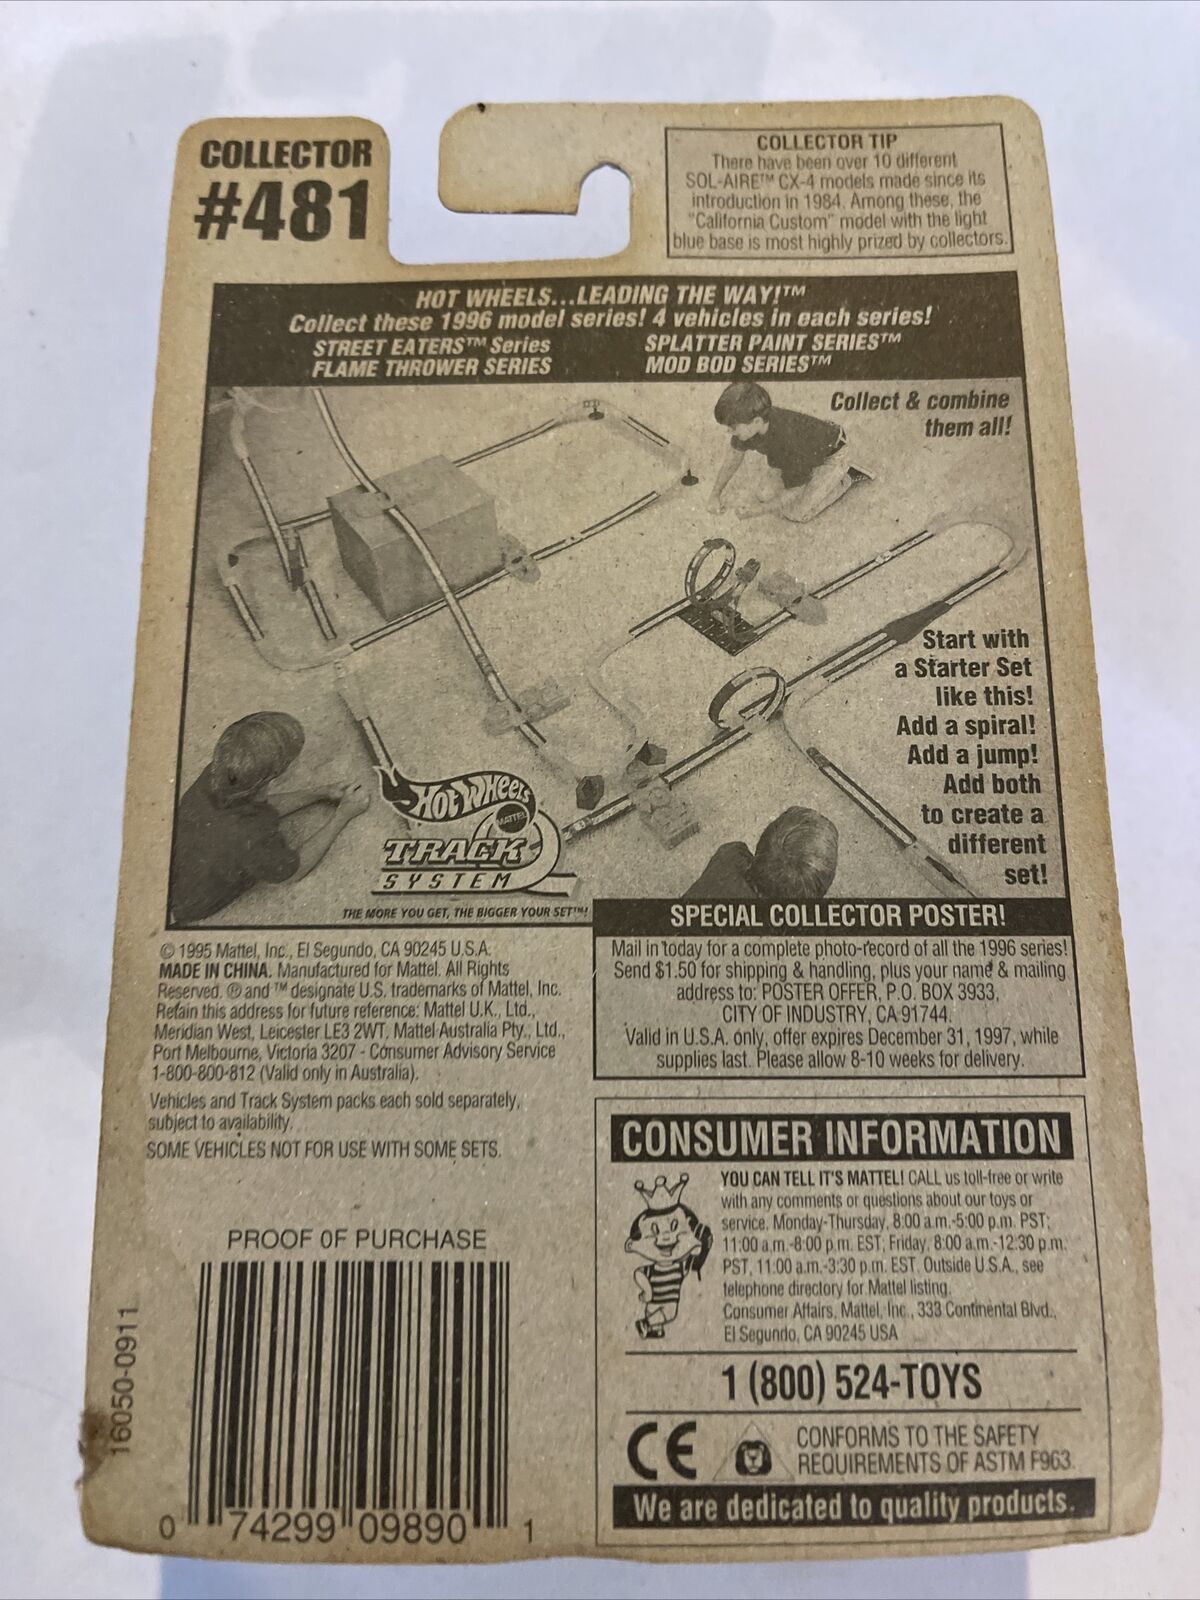 COLLECTOR
#481
COLLECTOR TIP
There have been over 10 different
SOL-AIRE™ CX-4 models made since its
introduction in 1984. Among these, the
"California Custom" model with the light
blue base is most highly prized by collectors.
HOT WHEELS...LEADING THE WAY!™
Collect these 1996 model series! 4 vehicles in each series!
STREET EATERS™ Series
SPLATTER PAINT SERIES™
FLAME THROWER SERIES
MOD BOD SERIES™
Collect & combine
them all!
Start with
a Starter Set
like this!
Add a spiral!
Add a jump!
Add both
to create a
different
set!
Hot Wheels
MATTEL
TRACK
SYSTEM
THE MORE YOU GET, THE BIGGER YOUR SET™!
© 1995 Mattel, Inc., El Segundo, CA 90245 U.S.A.
MADE IN CHINA. Manufactured for Mattel. All Rights
Reserved. ® and ™ designate U.S. trademarks of Mattel, Inc.
Retain this address for future reference: Mattel U.K., Ltd.,
Meridian West, Leicester LE3 2WT. Mattel Australia Pty., Ltd.,
Port Melbourne, Victoria 3207 - Consumer Advisory Service
1-800-800-812 (Valid only in Australia).
Vehicles and Track System packs each sold separately,
subject to availability.
SOME VEHICLES NOT FOR USE WITH SOME SETS.
SPECIAL COLLECTOR POSTER!
Mail in today for a complete photo-record of all the 1996 series!
Send $1.50 for shipping & handling, plus your name & mailing
address to: POSTER OFFER, P.O. BOX 3933,
CITY OF INDUSTRY, CA 91744.
Valid in U.S.A. only, offer expires December 31, 1997, while
supplies last. Please allow 8-10 weeks for delivery.
CONSUMER INFORMATION
YOU CAN TELL IT'S MATTEL! CALL us toll-free or write
with any comments or questions about our toys or
service. Monday-Thursday, 8:00 a.m.-5:00 p.m. PST;
11:00 a.m.-8:00 p.m. EST; Friday, 8:00 a.m.-12:30 p.m.
PST, 11:00 a.m.-3:30 p.m. EST. Outside U.S.A., see
telephone directory for Mattel listing.
Consumer Affairs, Mattel, Inc., 333 Continental Blvd.,
El Segundo, CA 90245 USA
1 (800) 524-TOYS
CE
CONFORMS TO THE SAFETY
REQUIREMENTS OF ASTM F963.
We are dedicated to quality products.
PROOF OF PURCHASE
0 74299 09890 1
16050-0911